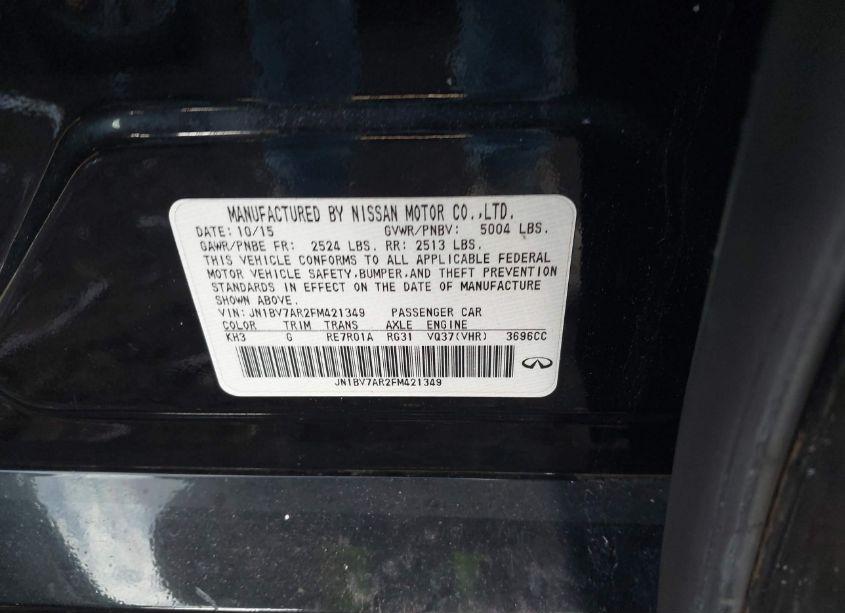 MANUFACTURED BY NISSAN MOTOR CO.,LTD.
DATE: 10/15 GVWR/PNBV: 5004 LBS.
GAWR/PNBE FR: 2524 LBS. RR: 2513 LBS.
THIS VEHICLE CONFORMS TO ALL APPLICABLE FEDERAL
MOTOR VEHICLE SAFETY,BUMPER,AND THEFT PREVENTION
STANDARDS IN EFFECT ON THE DATE OF MANUFACTURE
SHOWN ABOVE.
VIN: JN1BV7AR2FM421349 PASSENGER CAR
COLOR TRIM TRANS AXLE ENGINE
KH3 G RE7R01A RG31 VQ37(VHR) 3696CC
JN1BV7AR2FM421349